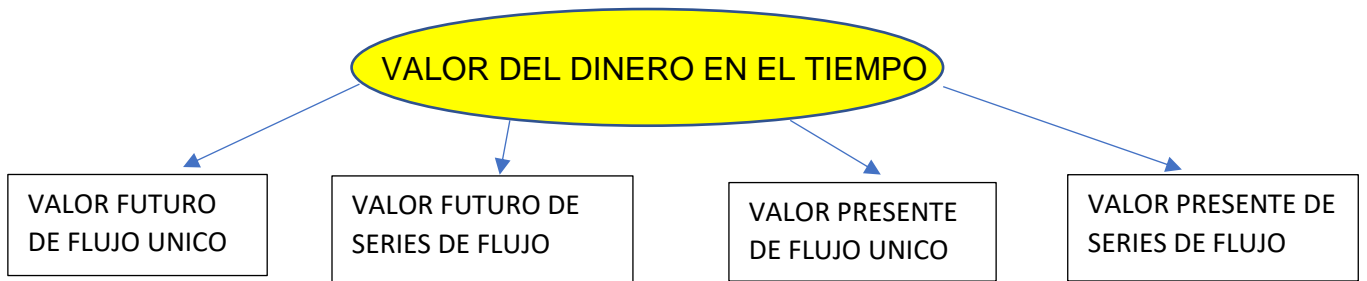 VALOR DEL DINERO EN EL TIEMPO
VALOR FUTURO
DE FLUJO UNICO
VALOR FUTURO DE
SERIES DE FLUJO
VALOR PRESENTE
DE FLUJO UNICO
VALOR PRESENTE DE
SERIES DE FLUJO